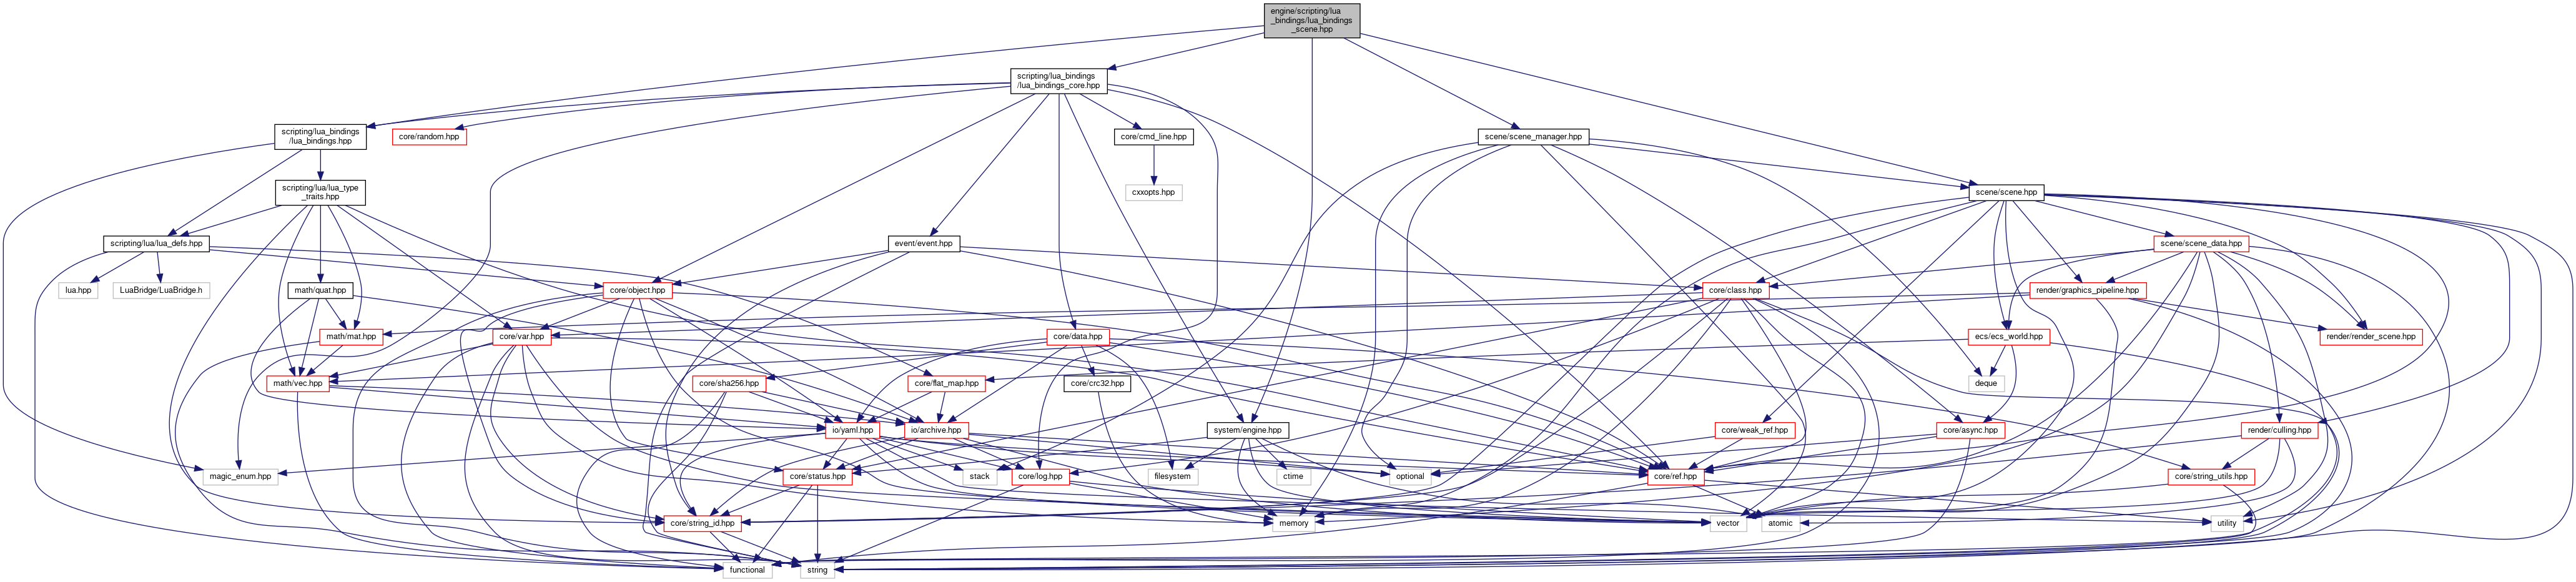 engine/scripting/lua
_bindings/lua_bindings
_scene.hpp
scripting/lua_bindings
/lua_bindings_core.hpp
scripting/lua_bindings
/lua_bindings.hpp
core/random.hpp
core/cmd_line.hpp
scene/scene_manager.hpp
scripting/lua/lua_type
_traits.hpp
cxxopts.hpp
scene/scene.hpp
scripting/lua/lua_defs.hpp
event/event.hpp
scene/scene_data.hpp
lua.hpp
LuaBridge/LuaBridge.h
math/quat.hpp
core/object.hpp
core/class.hpp
render/graphics_pipeline.hpp
math/mat.hpp
core/var.hpp
core/data.hpp
ecs/ecs_world.hpp
render/render_scene.hpp
math/vec.hpp
core/sha256.hpp
core/flat_map.hpp
core/crc32.hpp
deque
io/yaml.hpp
io/archive.hpp
system/engine.hpp
core/weak_ref.hpp
core/async.hpp
render/culling.hpp
magic_enum.hpp
core/status.hpp
stack
core/log.hpp
filesystem
ctime
optional
core/ref.hpp
core/string_utils.hpp
core/string_id.hpp
memory
vector
atomic
utility
functional
string